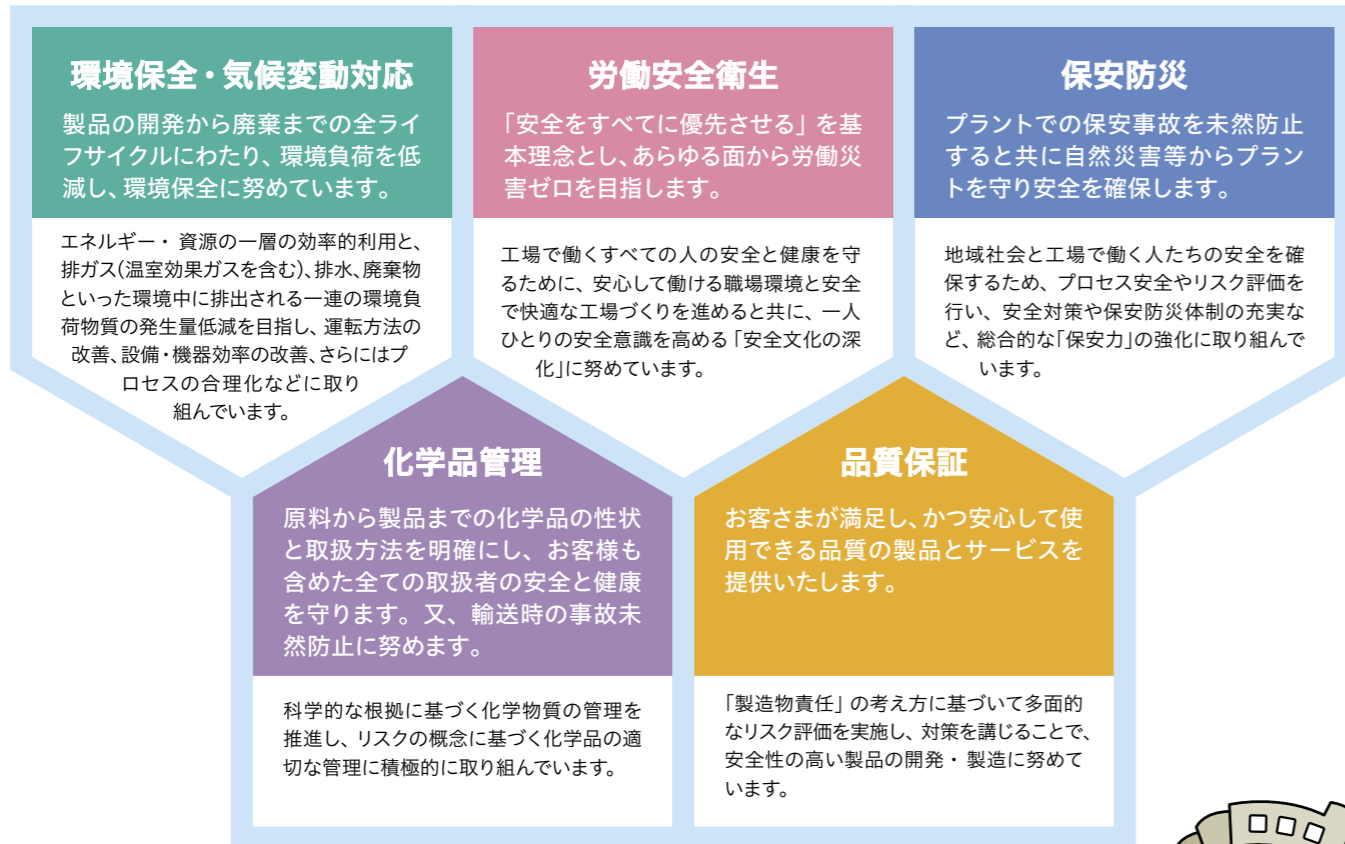 環境保全・気候変動対応
製品の開発から廃棄までの全ライ
フサイクルにわたり、環境負荷を低
減し、環境保全に努めています。
エネルギー・資源の一層の効率的利用と、
排ガス(温室効果ガスを含む)、排水、廃棄物
といった環境中に排出される一連の環境負
荷物質の発生量低減を目指し、運転方法の
改善、設備・機器効率の改善、さらにはプ
ロセスの合理化などに取り
組んでいます。
労働安全衛生
「安全をすべてに優先させる」を基
本理念とし、あらゆる面から労働災
害ゼロを目指します。
工場で働くすべての人の安全と健康を守
るために、安心して働ける職場環境と安全
で快適な工場づくりを進めると共に、一人
ひとりの安全意識を高める「安全文化の深
化」に努めています。
保安防災
プラントでの保安事故を未然防止
すると共に自然災害等からプラン
トを守り安全を確保します。
地域社会と工場で働く人たちの安全を確
保するため、プロセス安全やリスク評価を
行い、安全対策や保安防災体制の充実な
ど、総合的な「保安力」の強化に取り組んで
います。
化学品管理
原料から製品までの化学品の性状
と取扱方法を明確にし、お客様も
含めた全ての取扱者の安全と健康
を守ります。又、輸送時の事故未
然防止に努めます。
科学的な根拠に基づく化学物質の管理を
推進し、リスクの概念に基づく化学品の適
切な管理に積極的に取り組んでいます。
品質保証
お客さまが満足し、かつ安心して使
用できる品質の製品とサービスを
提供いたします。
「製造物責任」の考え方に基づいて多面的
なリスク評価を実施し、対策を講じることで、
安全性の高い製品の開発・製造に努めて
います。